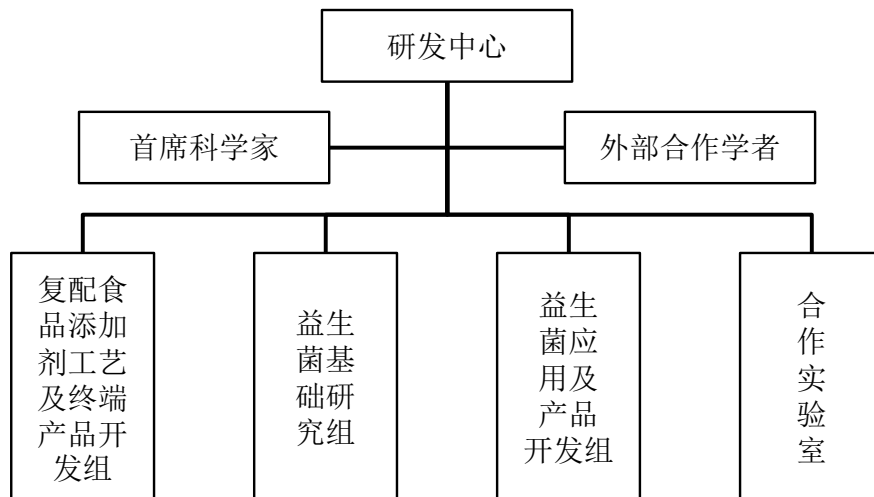 研发中心
首席科学家
外部合作学者
复配食
品添加
剂工艺
及终端
产品开
发组
益生
菌基
础研
究组
益生
菌应
用及
产品
开发组
合
作
实
验
室